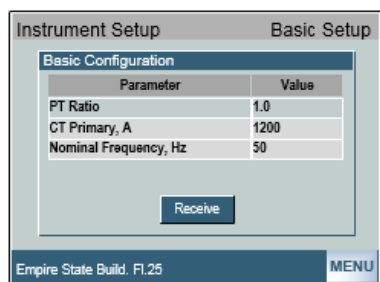 Instrument Setup Basic Setup
Basic Configuration
Parameter Value
PT Ratio 1.0
CT Primary, A 1200
Nominal Frequency, Hz 50
Receive
Empire State Build. Fl.25 MENU